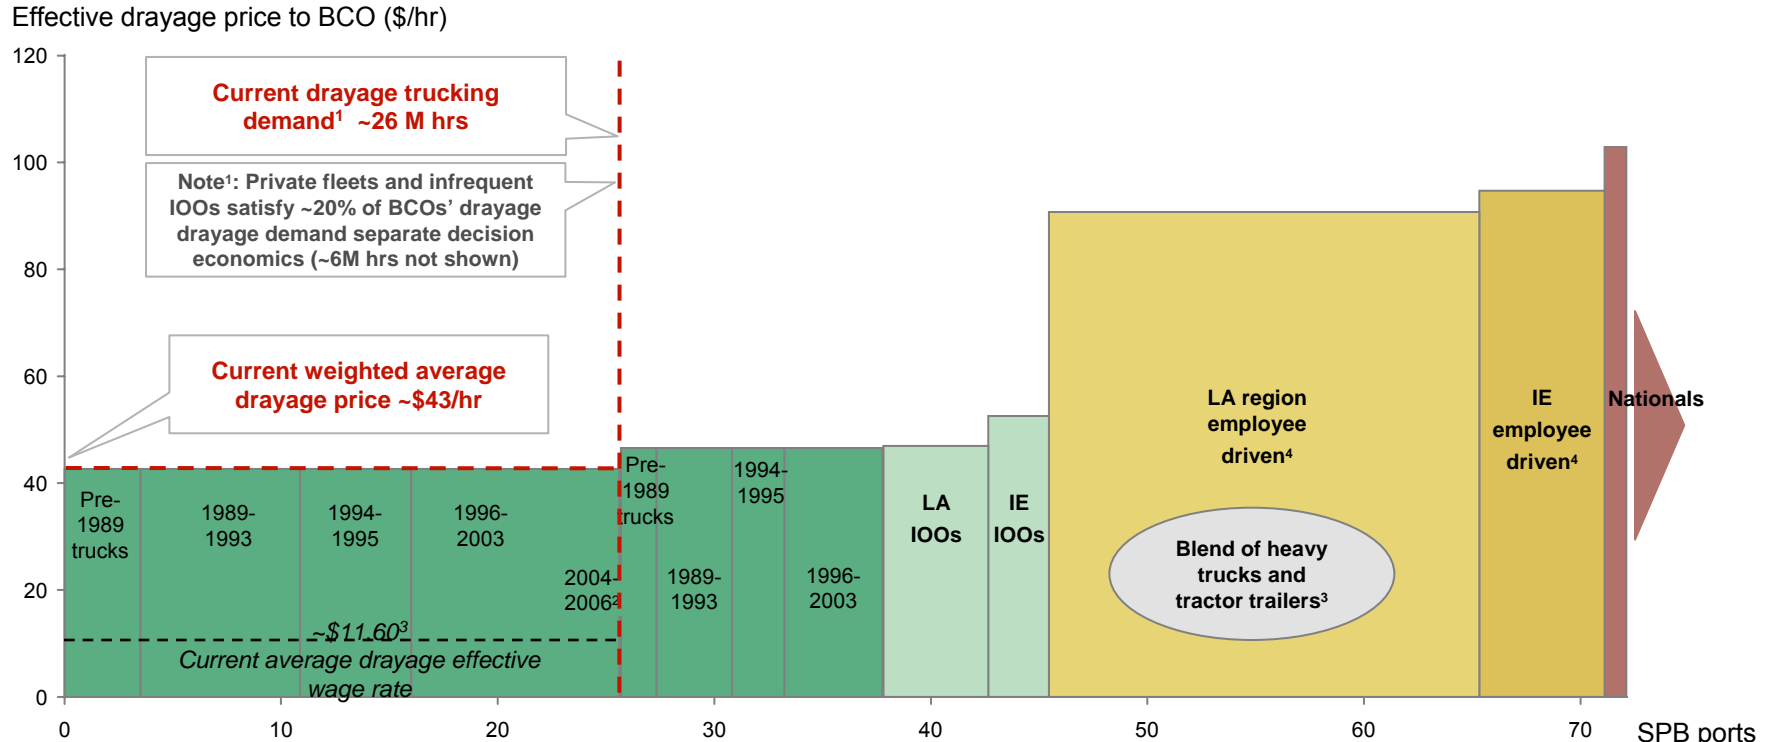 Effective drayage price to BCO ($/hr)
120
100
80
60
40
20
0
Current drayage trucking
demand¹ ~26 M hrs
Note¹: Private fleets and infrequent
IOOs satisfy ~20% of BCOs’ drayage
drayage demand separate decision
economics (~6M hrs not shown)
Current weighted average
drayage price ~$43/hr
Pre-
1989
trucks
1989-
1993
1994-
1995
1996-
2003
2004-
2006²
~$11.60³
Current average drayage effective
wage rate
Pre-
1989
trucks
1989-
1993
1994-
1995
1996-
2003
LA
IOOs
IE
IOOs
LA region
employee
driven⁴
Blend of heavy
trucks and
tractor trailers³
IE
employee
driven⁴
Nationals
0
10
20
30
40
50
60
70
SPB ports